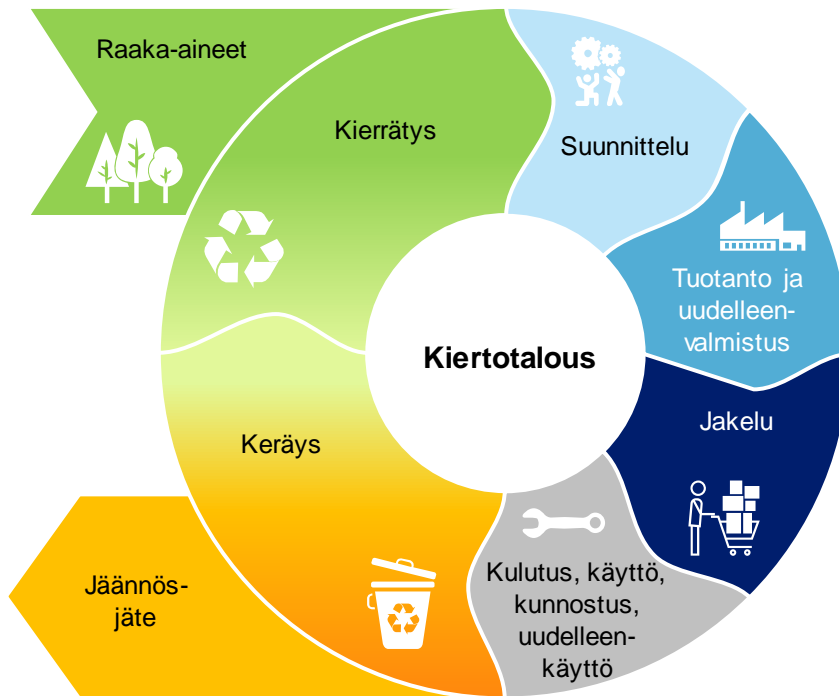 Raaka-aineet
Kierrätys
Suunnittelu
Tuotanto ja
uudelleen-
valmistus
Kiertotalous
Jakelu
Keräys
Kulutus, käyttö,
kunnostus,
uudelleen-
käyttö
Jäännös-
jäte